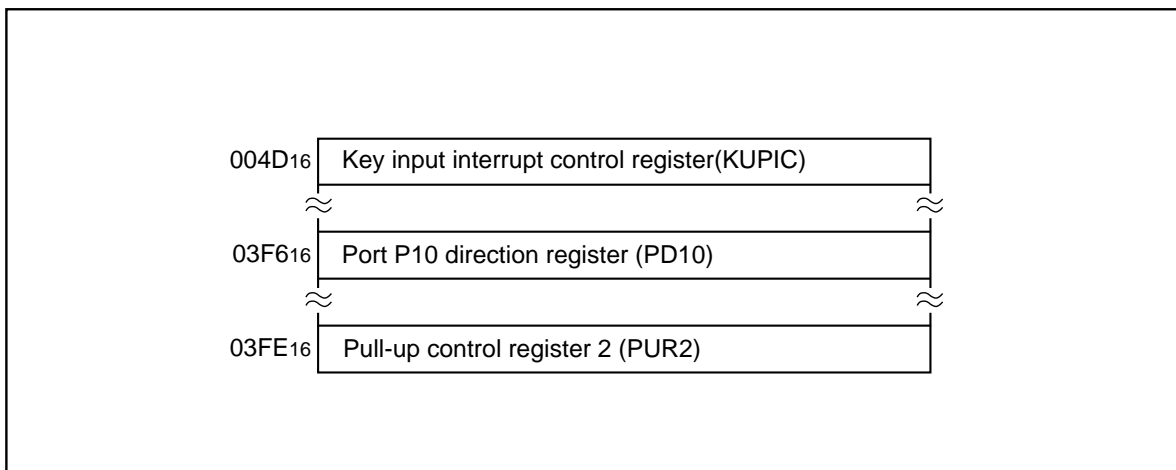 004D16 Key input interrupt control register(KUPIC)
03F616 Port P10 direction register (PD10)
03FE16 Pull-up control register 2 (PUR2)